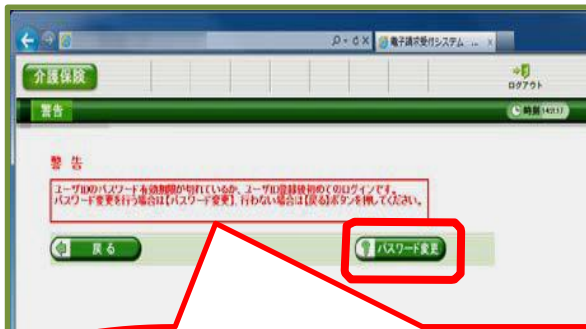 電子請求受付システム ...
介護保険
ログアウト
警告
警 告
ユーザIDのパスワード有効期限が切れているか、ユーザID登録後初めてのログインです。
パスワード変更を行う場合は【パスワード変更】、行わない場合は【戻る】ボタンを押してください。
戻る
パスワード変更